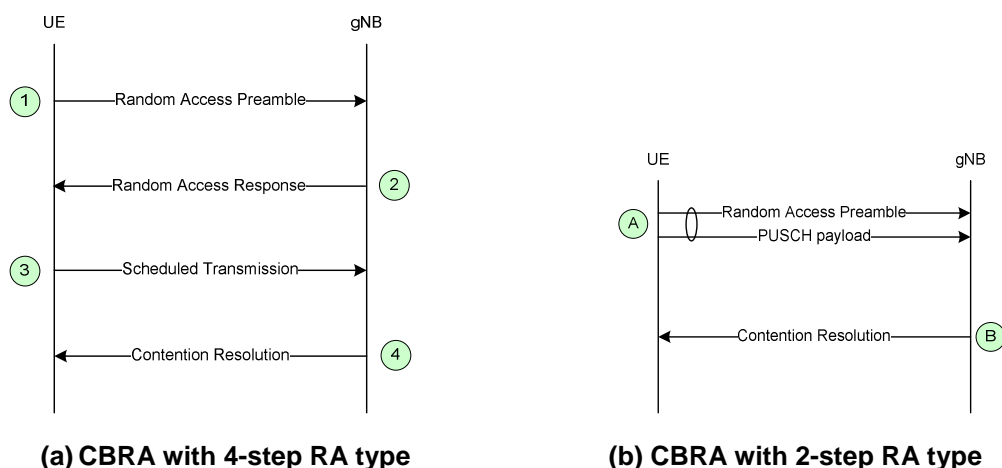 UE
gNB
1
Random Access Preamble
Random Access Response
2
3
Scheduled Transmission
Contention Resolution
4
(a) CBRA with 4-step RA type
UE
gNB
A
Random Access Preamble
PUSCH payload
Contention Resolution
B
(b) CBRA with 2-step RA type